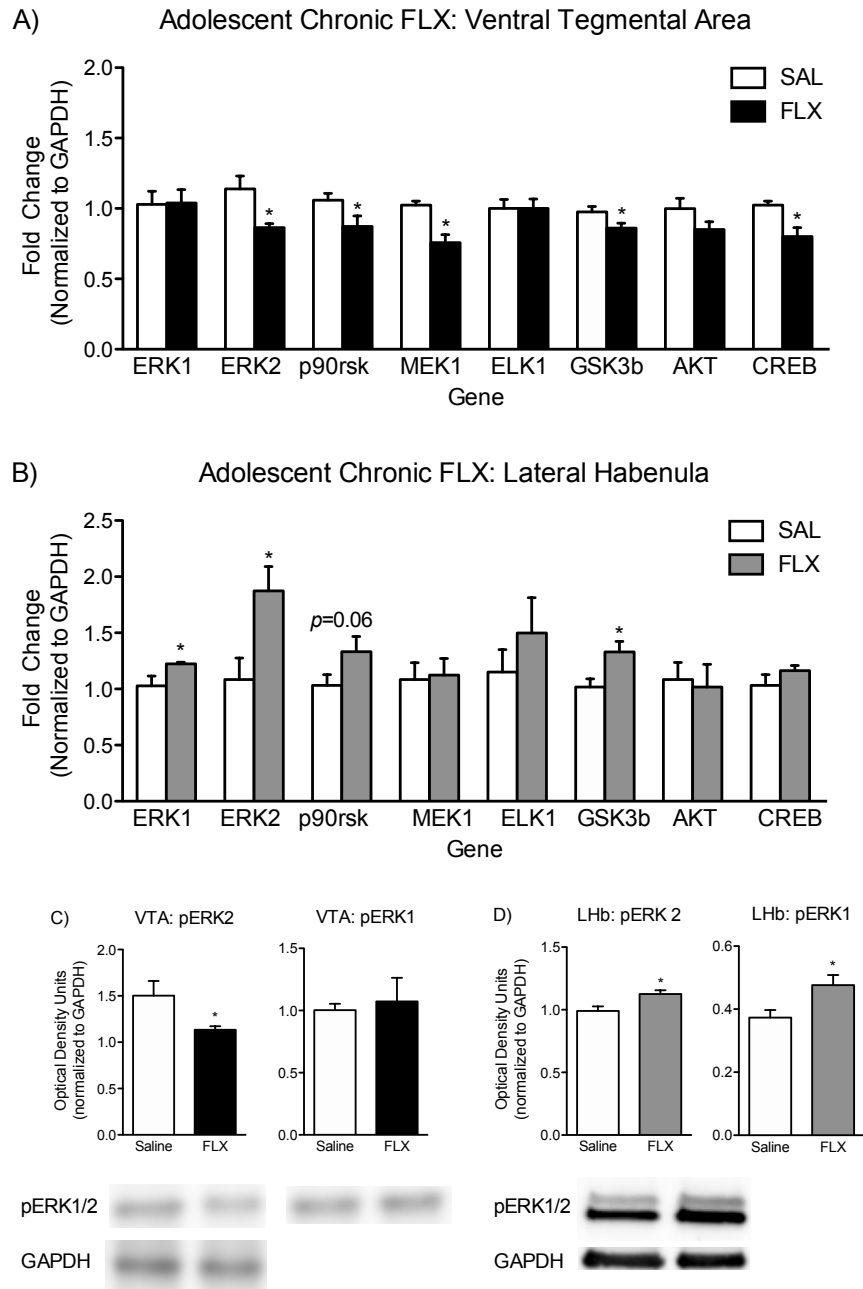 A) Adolescent Chronic FLX: Ventral Tegmental Area
Fold Change
(Normalized to GAPDH)
2.0
1.5
1.0
0.5
0.0
SAL
FLX
* * * * *
ERK1 ERK2 p90rsk MEK1 ELK1 GSK3b AKT CREB
Gene
B) Adolescent Chronic FLX: Lateral Habenula
Fold Change
(Normalized to GAPDH)
2.5
2.0
1.5
1.0
0.5
0.0
SAL
FLX
* * p=0.06 *
ERK1 ERK2 p90rsk MEK1 ELK1 GSK3b AKT CREB
Gene
C) VTA: pERK2
Optical Density Units
(normalized to GAPDH)
2.0
1.5
1.0
0.5
0.0
*
Saline FLX
VTA: pERK1
1.5
1.0
0.5
0.0
Saline FLX
D) LHb: pERK 2
Optical Density Units
(normalized to GAPDH)
1.5
1.0
0.5
0.0
*
Saline FLX
LHb: pERK1
0.6
0.4
0.2
0.0
*
Saline FLX
pERK1/2
GAPDH
pERK1/2
GAPDH